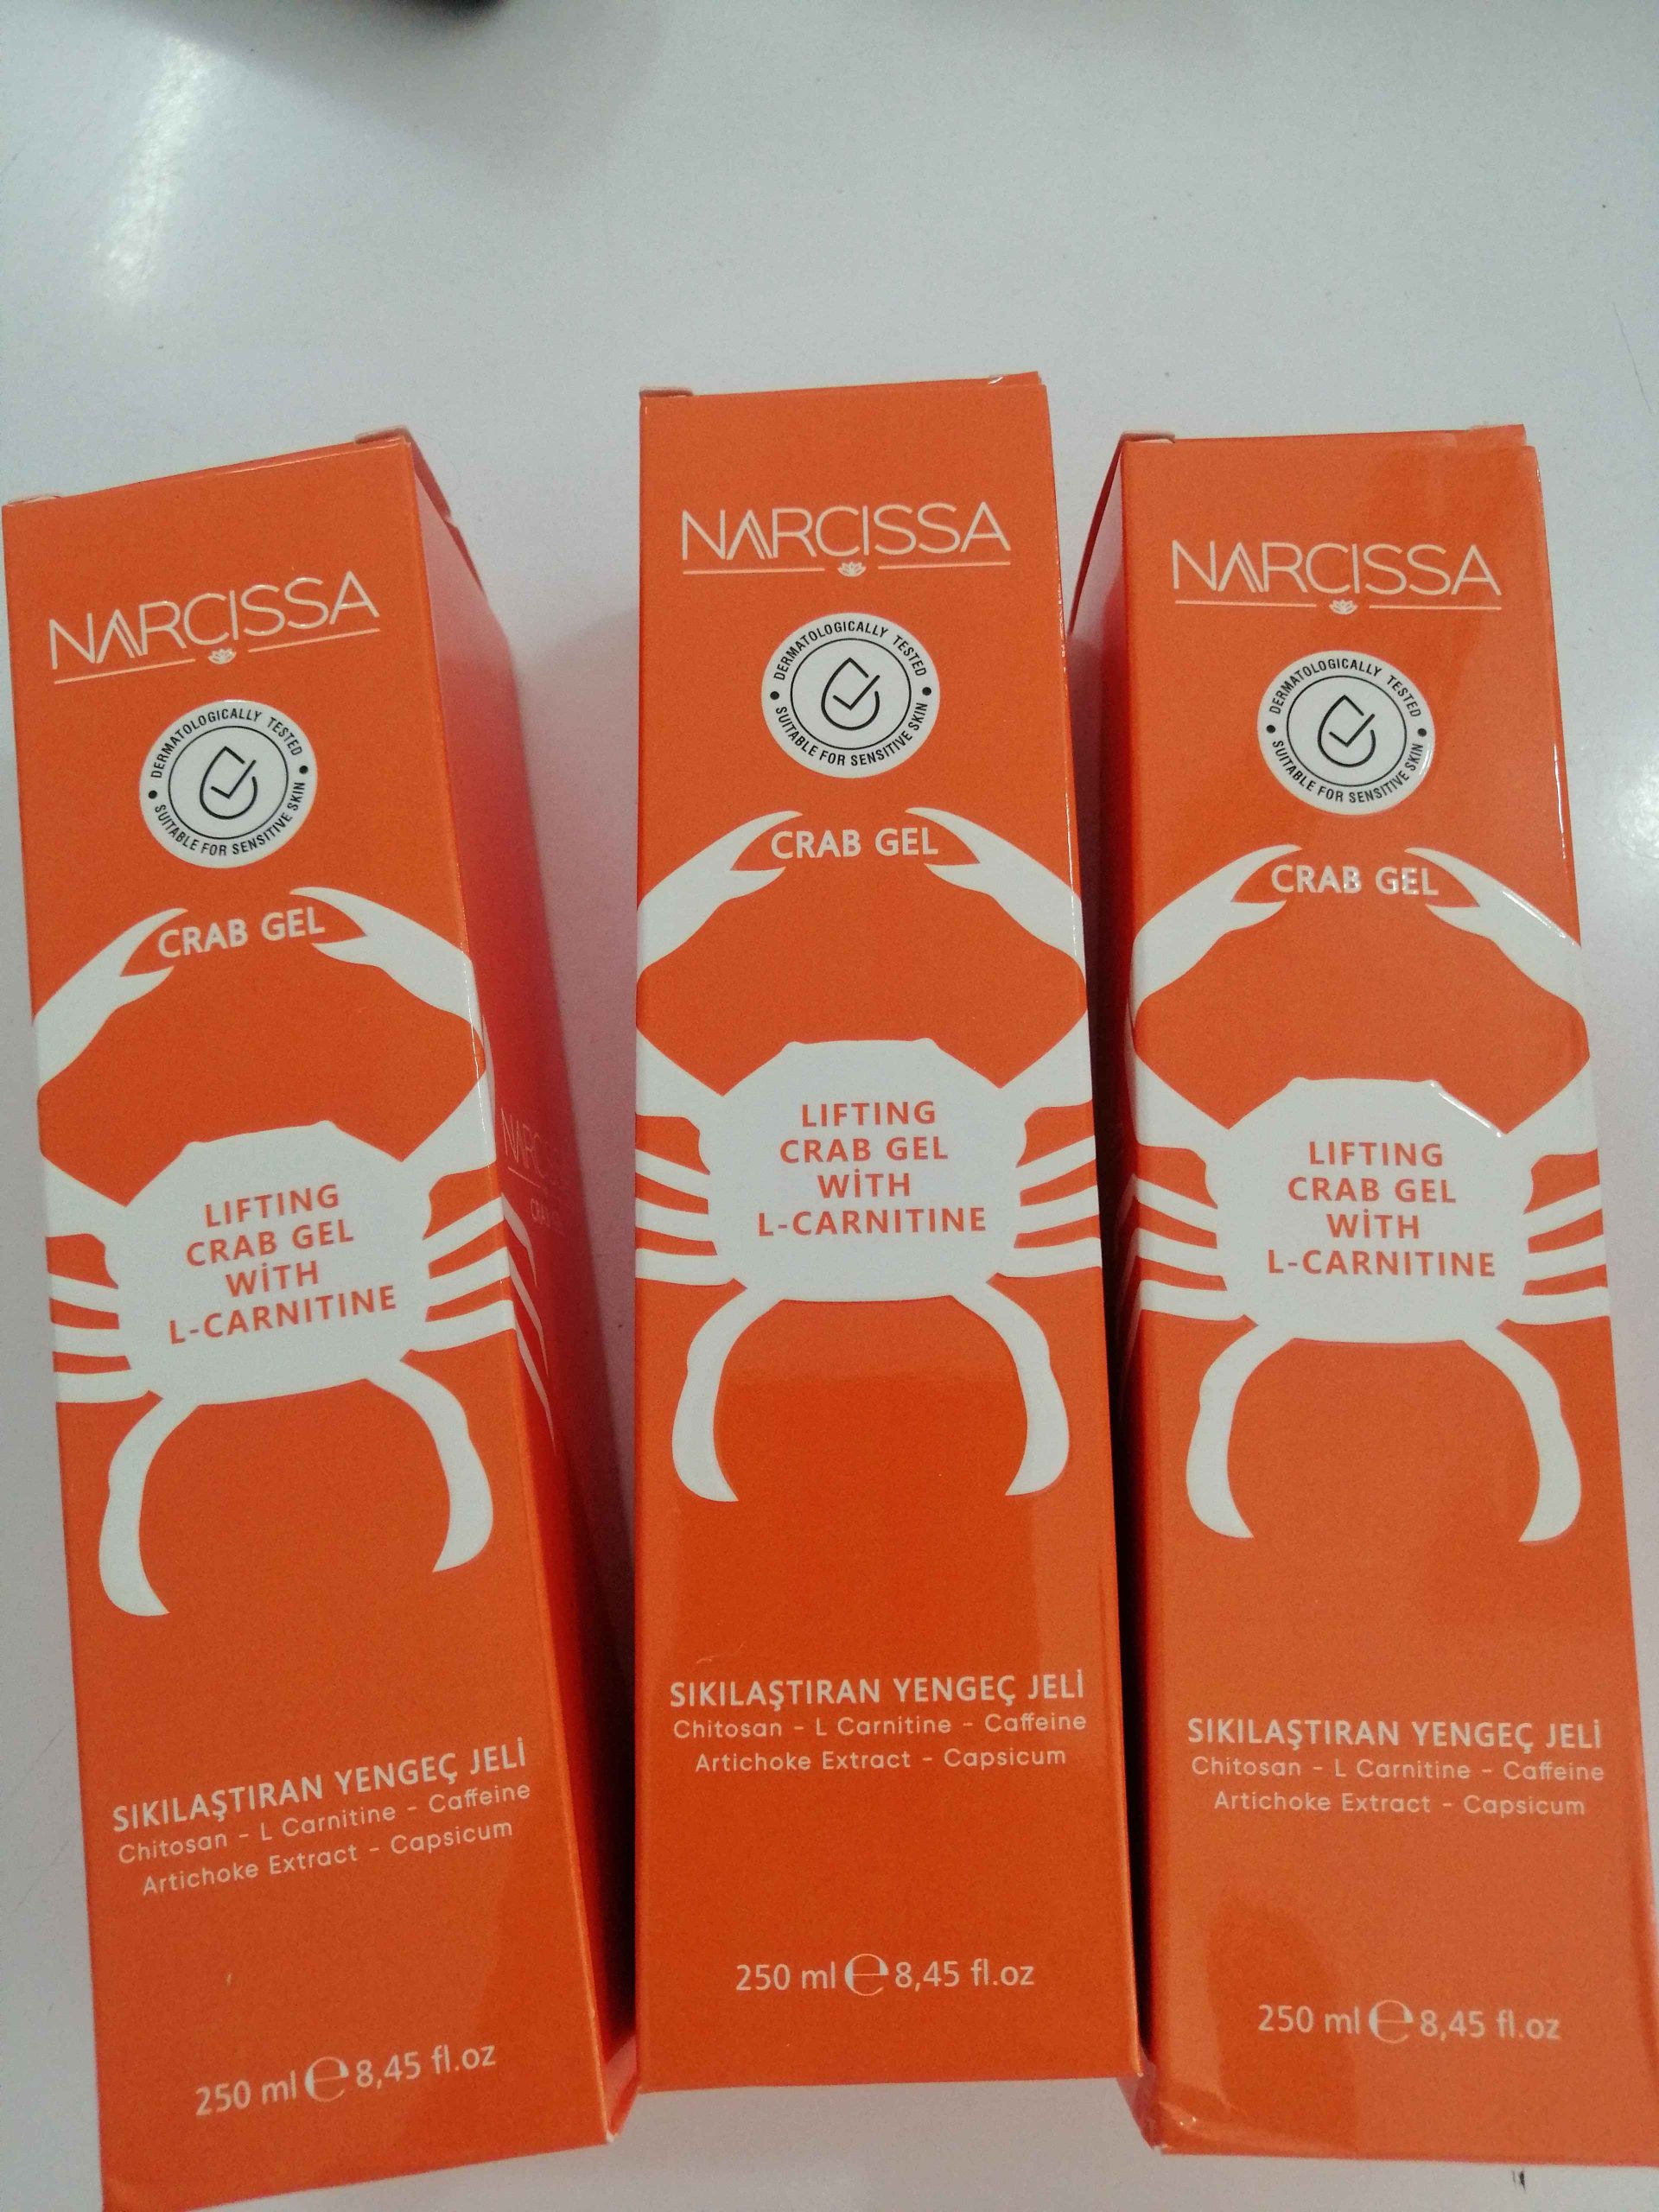 NARCISSA
DERMATOLOGICALLY TESTED
SUITABLE FOR SENSITIVE SKIN
CRAB GEL
LIFTING
CRAB GEL
WİTH
L-CARNITINE
SIKILAŞTIRAN YENGEÇ JELİ
Chitosan - L Carnitine - Caffeine
Artichoke Extract - Capsicum
250 ml ℮ 8,45 fl.oz
NARCISSA
DERMATOLOGICALLY TESTED
SUITABLE FOR SENSITIVE SKIN
CRAB GEL
LIFTING
CRAB GEL
WİTH
L-CARNITINE
SIKILAŞTIRAN YENGEÇ JELİ
Chitosan - L Carnitine - Caffeine
Artichoke Extract - Capsicum
250 ml ℮ 8,45 fl.oz
NARCISSA
DERMATOLOGICALLY TESTED
SUITABLE FOR SENSITIVE SKIN
CRAB GEL
LIFTING
CRAB GEL
WİTH
L-CARNITINE
SIKILAŞTIRAN YENGEÇ JELİ
Chitosan - L Carnitine - Caffeine
Artichoke Extract - Capsicum
250 ml ℮ 8,45 fl.oz